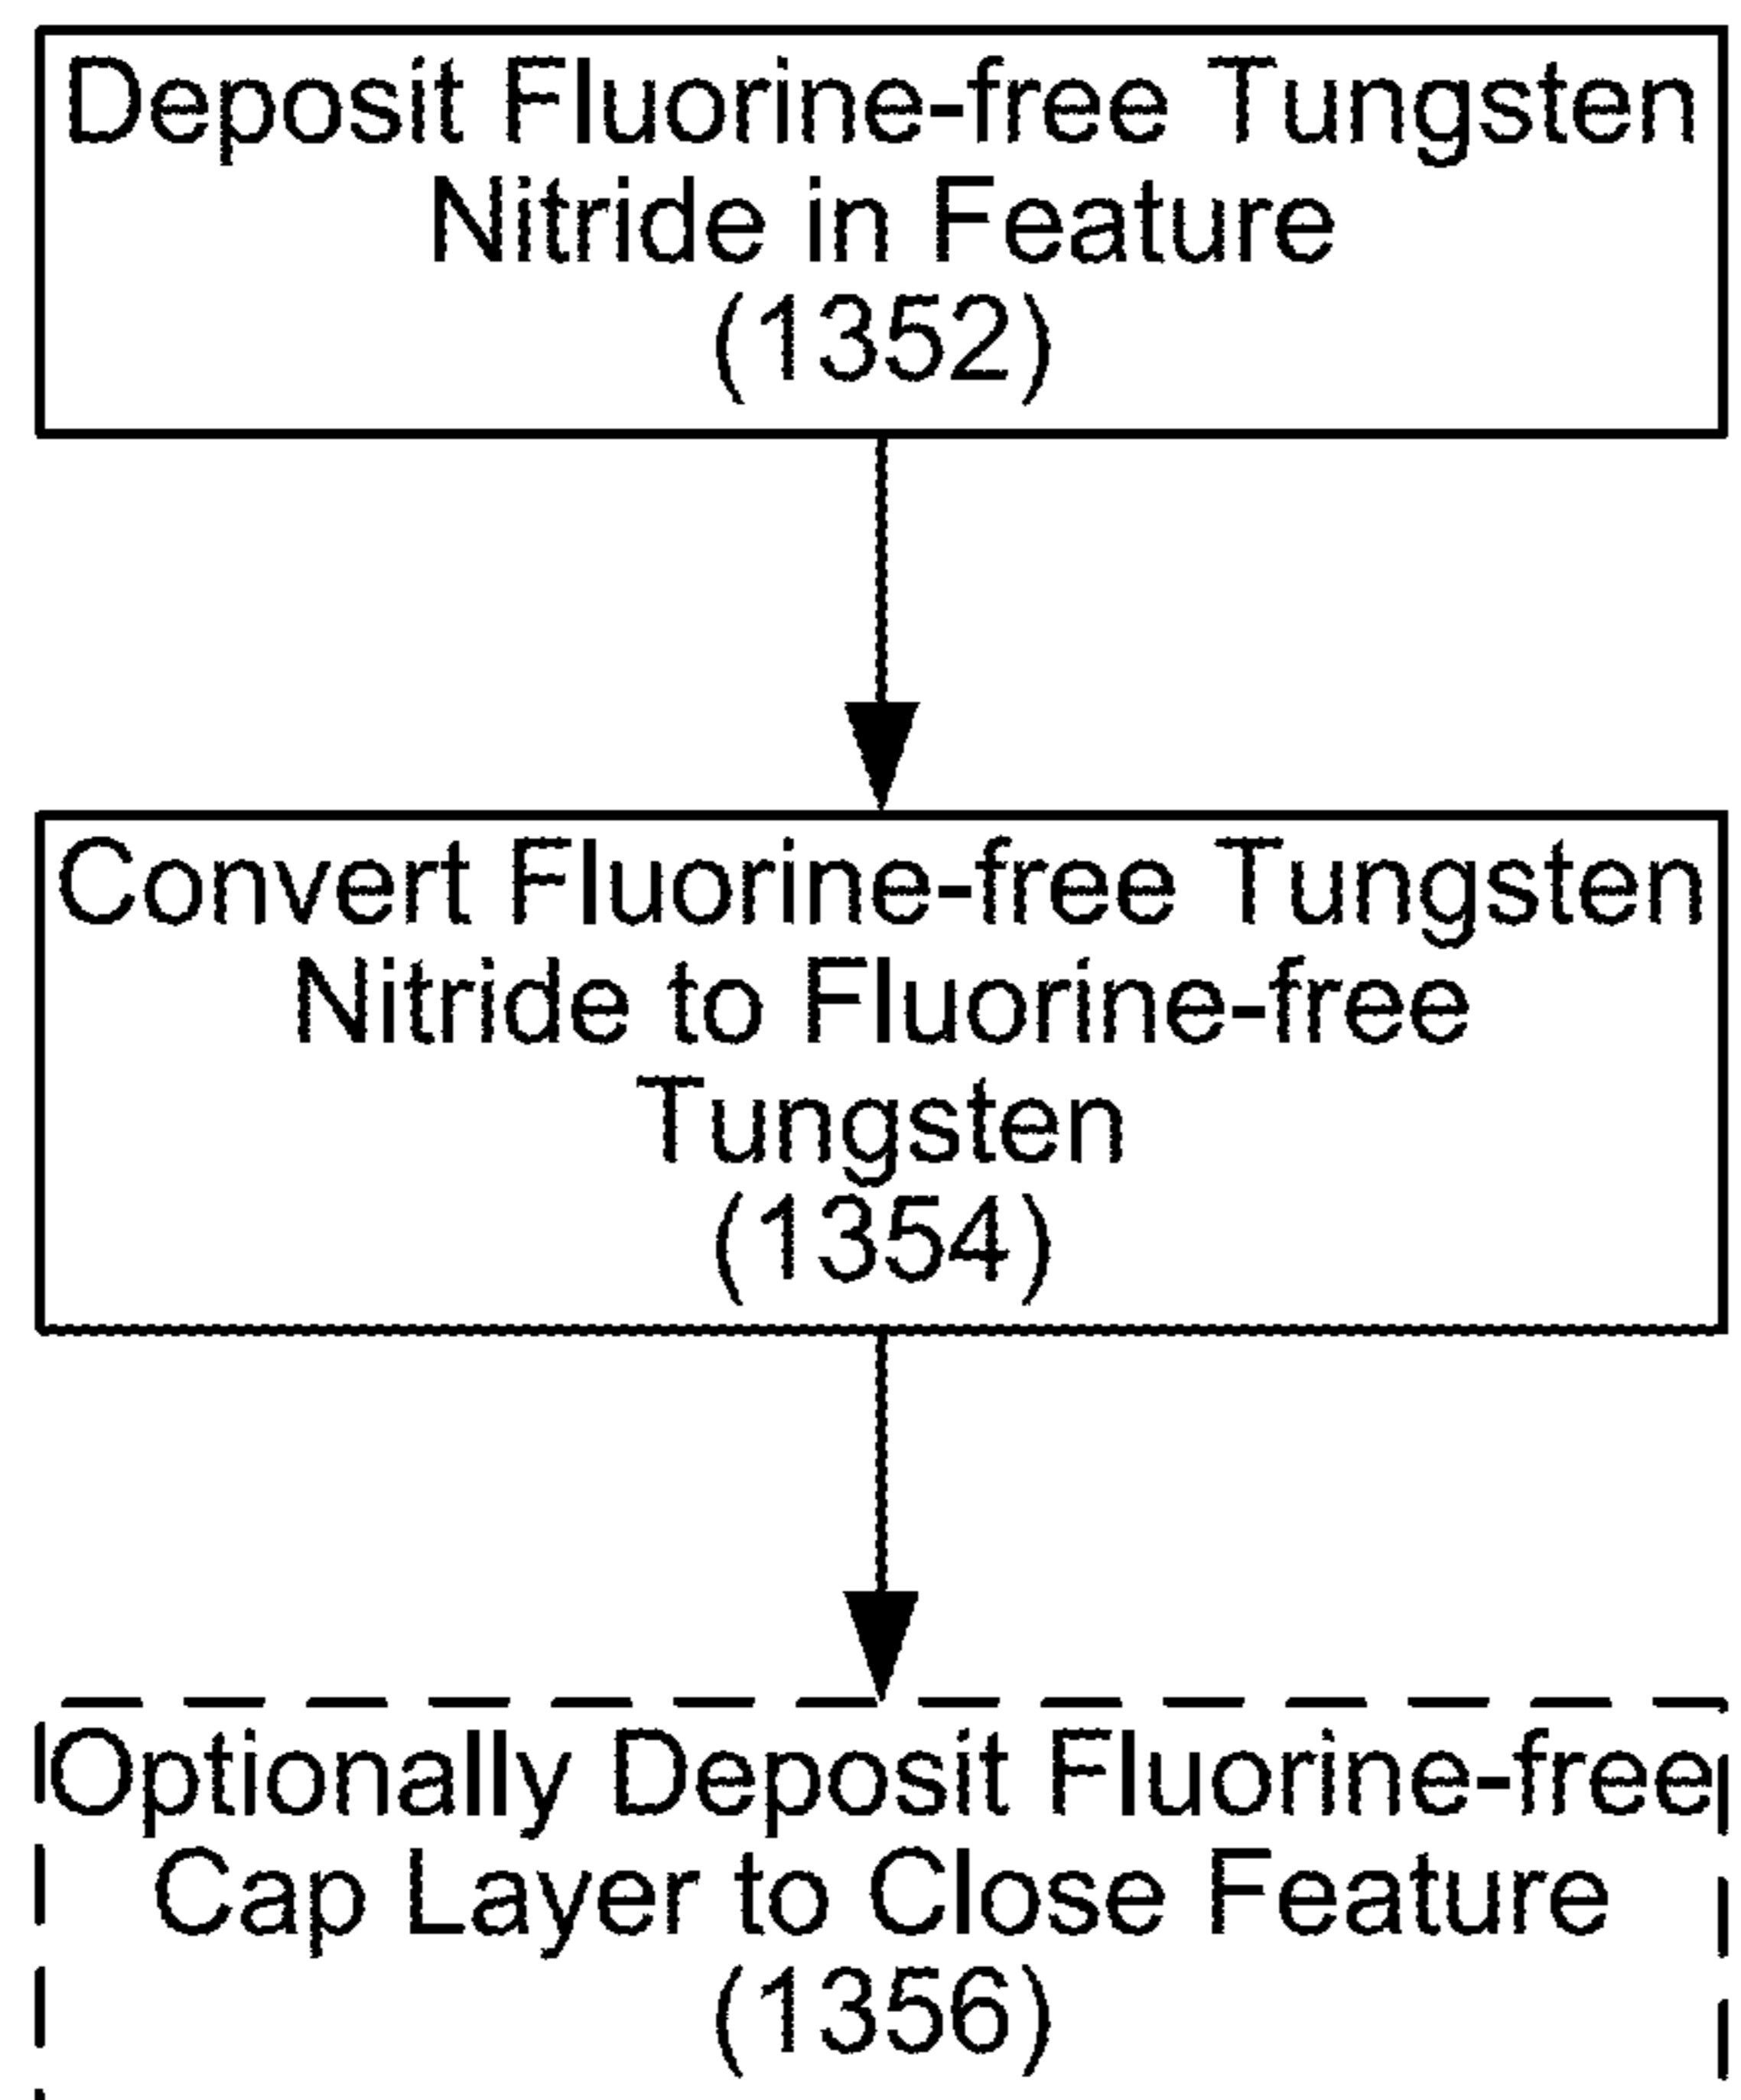 Deposit Fluorine-free Tungsten
Nitride in Feature
(1352)
Convert Fluorine-free Tungsten
Nitride to Fluorine-free
Tungsten
(1354)
Optionally Deposit Fluorine-free
Cap Layer to Close Feature
(1356)